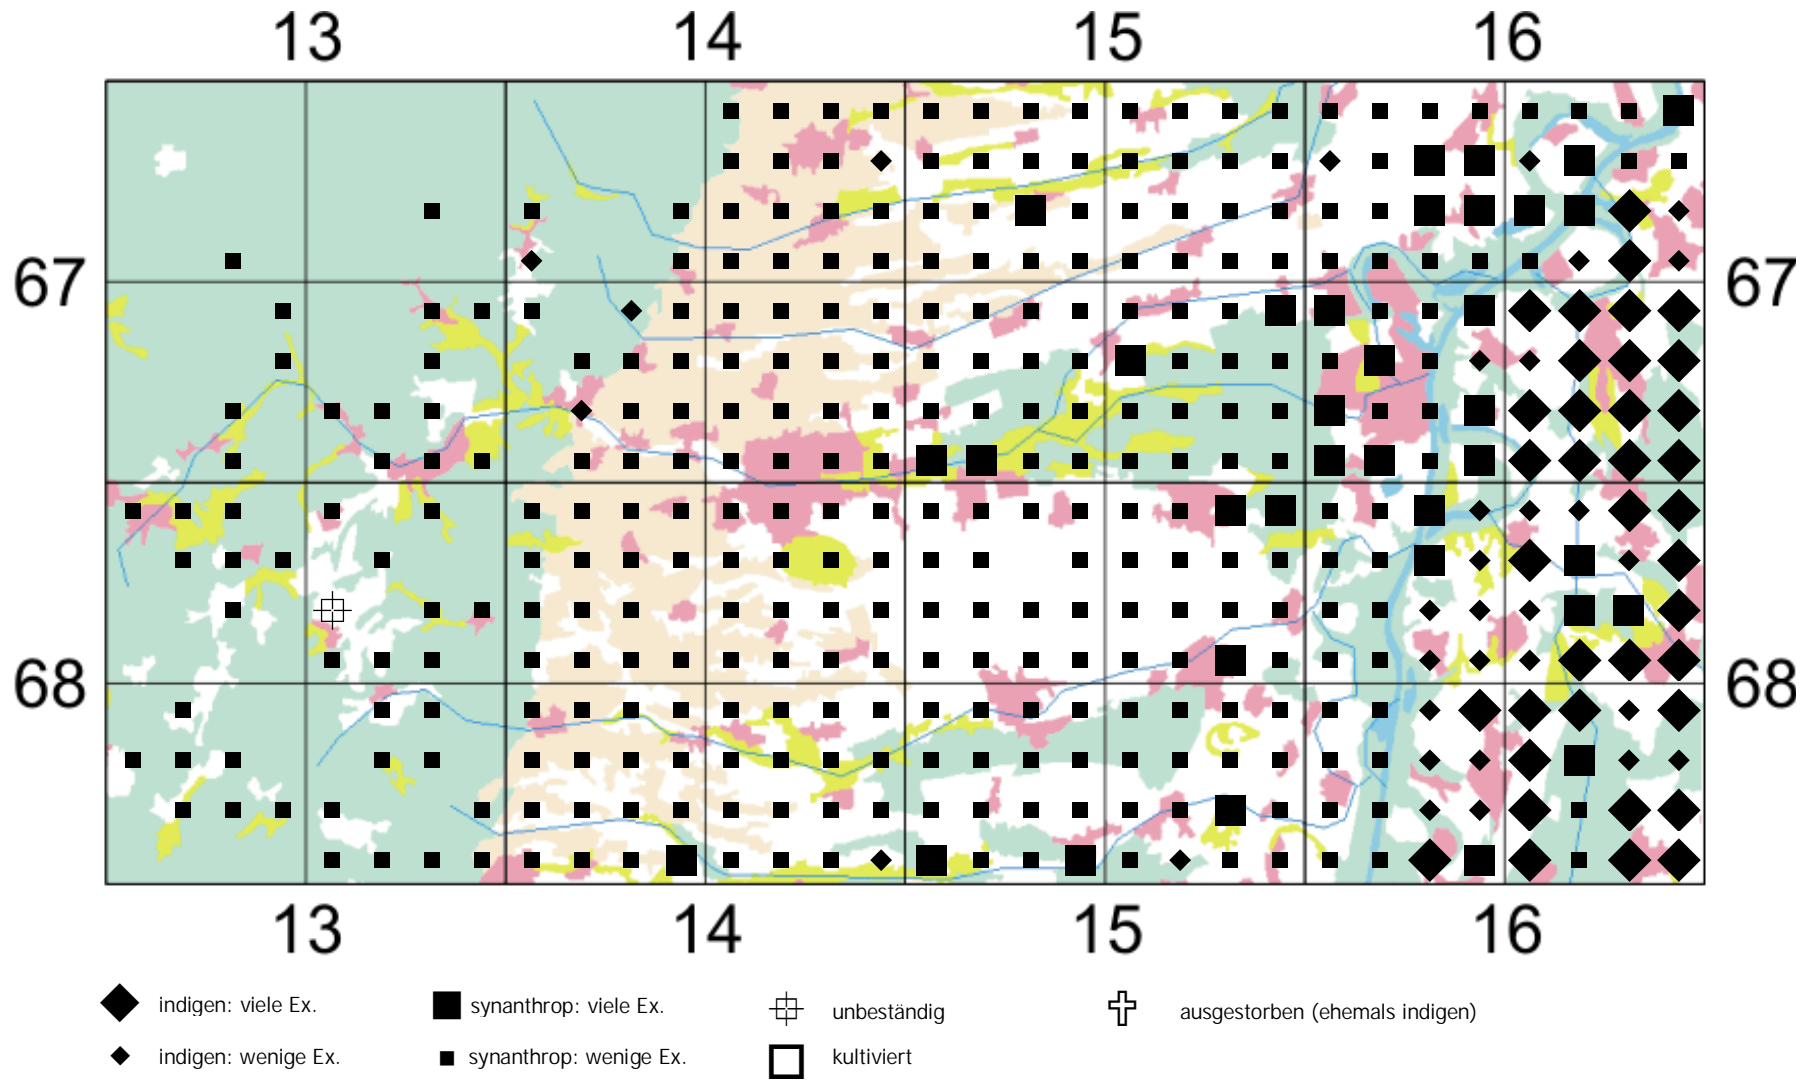 13 14 15 16
67 67
68 68
13 14 15 16
indigen: viele Ex. synanthrop: viele Ex. unbeständig ausgestorben (ehemals indigen)
indigen: wenige Ex. synanthrop: wenige Ex. kultiviert